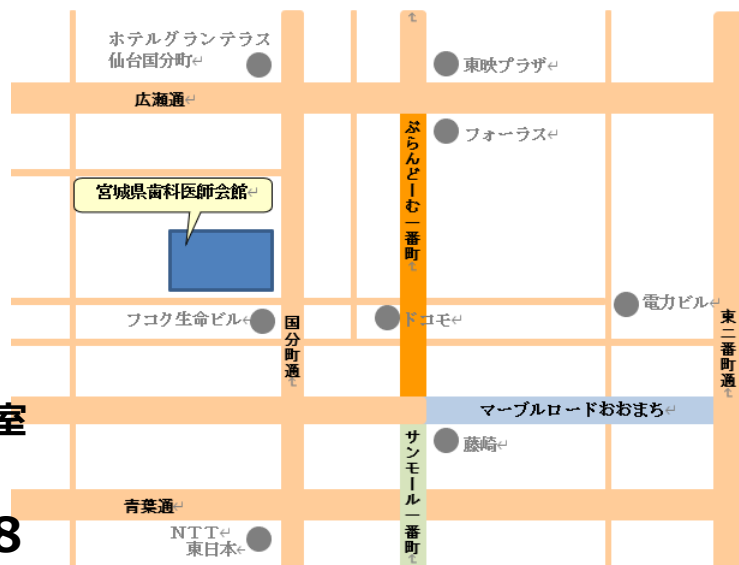 ホテルグランテラス
仙台国分町
東映プラザ
広瀬通
フォーラス
ぶらんどーむ一番町
宮城県歯科医師会館
電力ビル
フコク生命ビル
ドコモ
国分町通
東二番町通
室
マーブルロードおおまち
藤崎
サンモール一番町
青葉通
8
NTT
東日本